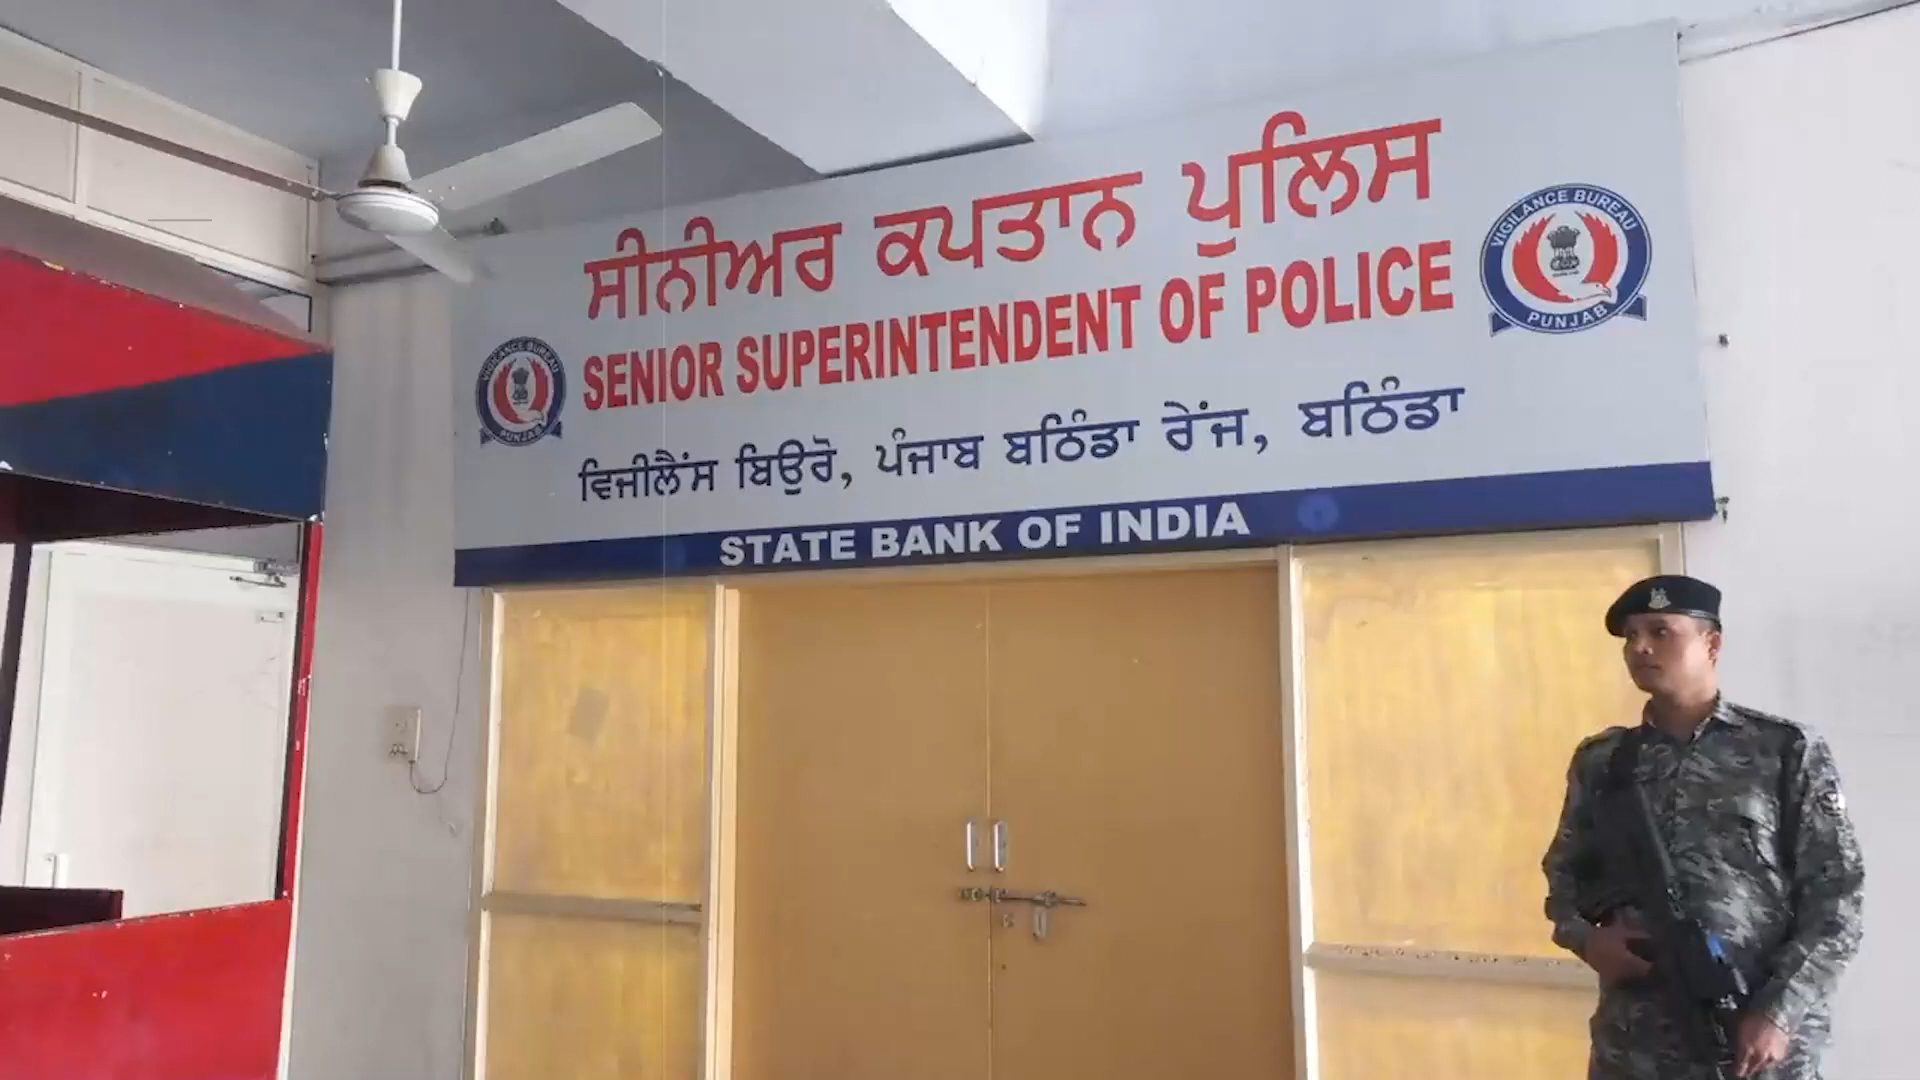 ਸੀਨੀਅਰ ਕਪਤਾਨ ਪੁਲਿਸ
SENIOR SUPERINTENDENT OF POLICE
ਵਿਜੀਲੈਂਸ ਬਿਊਰੋ, ਪੰਜਾਬ ਬਠਿੰਡਾ ਰੇਂਜ, ਬਠਿੰਡਾ
STATE BANK OF INDIA
VIGILANCE BUREAU
PUNJAB
VIGILANCE BUREAU
PUNJAB